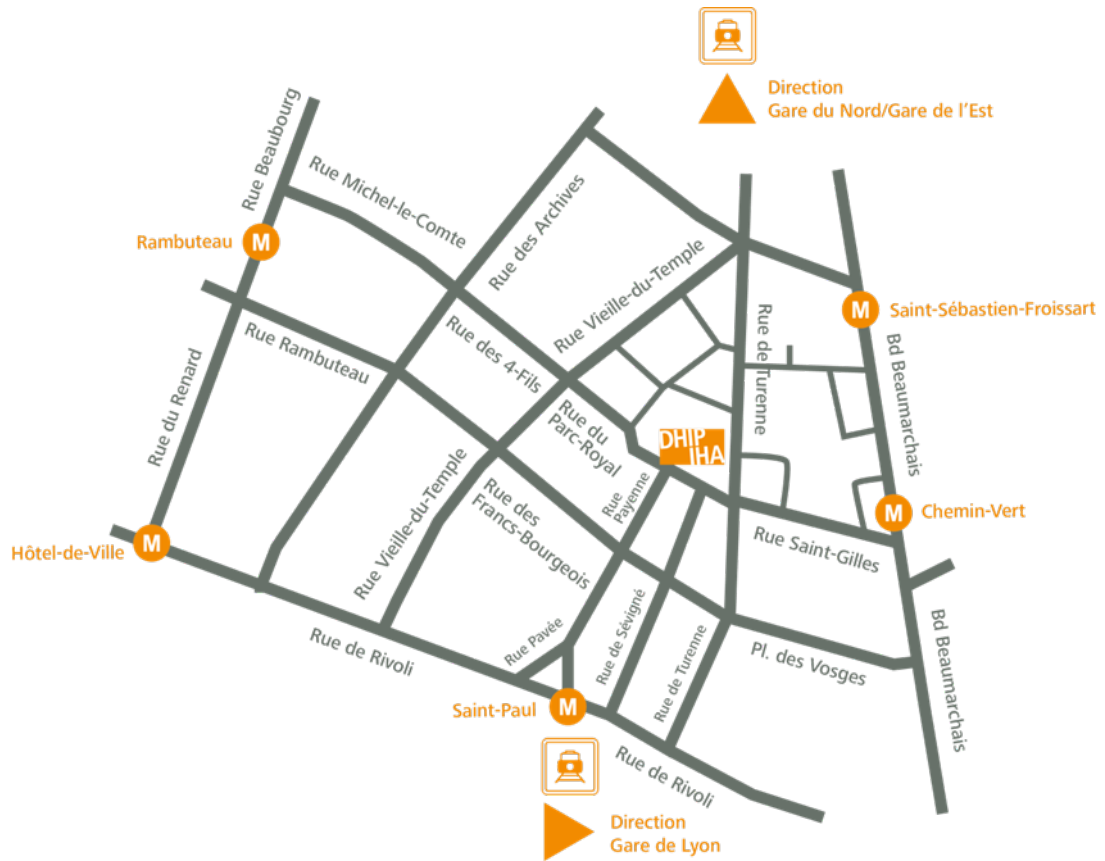 Direction
Gare du Nord/Gare de l'Est
Rue Beaubourg
Rue Michel-le-Comte
Rue des Archives
Rambuteau
M
Rue Vieille-du-Temple
M
Saint-Sébastien-Froissart
Rue de Turenne
Rue Rambuteau
Rue des 4-Fils
Bd Beaumarchais
Rue du Renard
Rue du
Parc-Royal
DHIP
IHA
Rue
Payenne
Rue Vieille-du-Temple
Rue des
Francs-Bourgeois
M
Chemin-Vert
Hôtel-de-Ville
M
Rue Saint-Gilles
Rue de Sévigné
Rue Pavée
Rue de Turenne
Pl. des Vosges
Bd Beaumarchais
Rue de Rivoli
Saint-Paul
M
Rue de Rivoli
Direction
Gare de Lyon